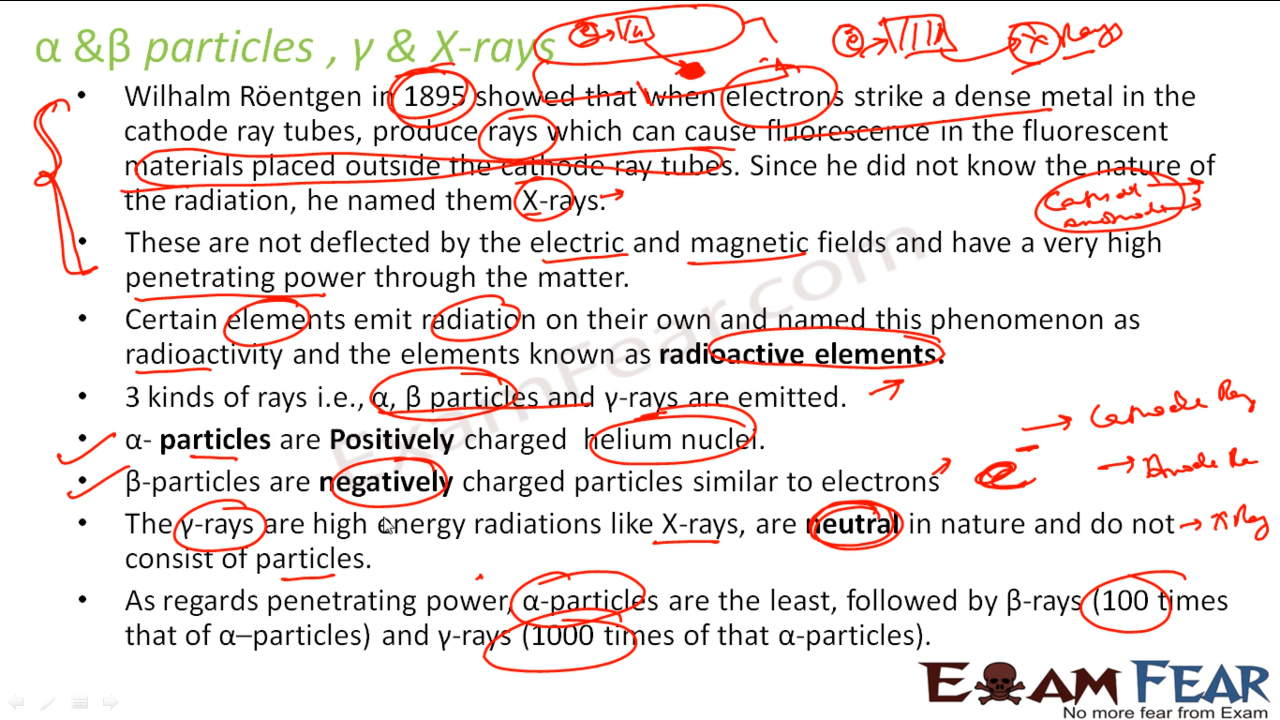 α &β particles , γ & X-rays
e
e
X Rays
• Wilhalm Röentgen in 1895 showed that when electrons strike a dense metal in the
cathode ray tubes, produce rays which can cause fluorescence in the fluorescent
materials placed outside the cathode ray tubes. Since he did not know the nature of
the radiation, he named them X-rays.
• These are not deflected by the electric and magnetic fields and have a very high
penetrating power through the matter.
• Certain elements emit radiation on their own and named this phenomenon as
radioactivity and the elements known as radioactive elements.
• 3 kinds of rays i.e., α, β particles and γ-rays are emitted.
Cathode Ray
• α- particles are Positively charged helium nuclei.
• β-particles are negatively charged particles similar to electrons
e⁻
Anode Re
• The γ-rays are high energy radiations like X-rays, are neutral in nature and do not
X Ray
consist of particles.
• As regards penetrating power, α-particles are the least, followed by β-rays (100 times
that of α–particles) and γ-rays (1000 times of that α-particles).
ExamFear.com
EXAM FEAR
No more fear from Exam